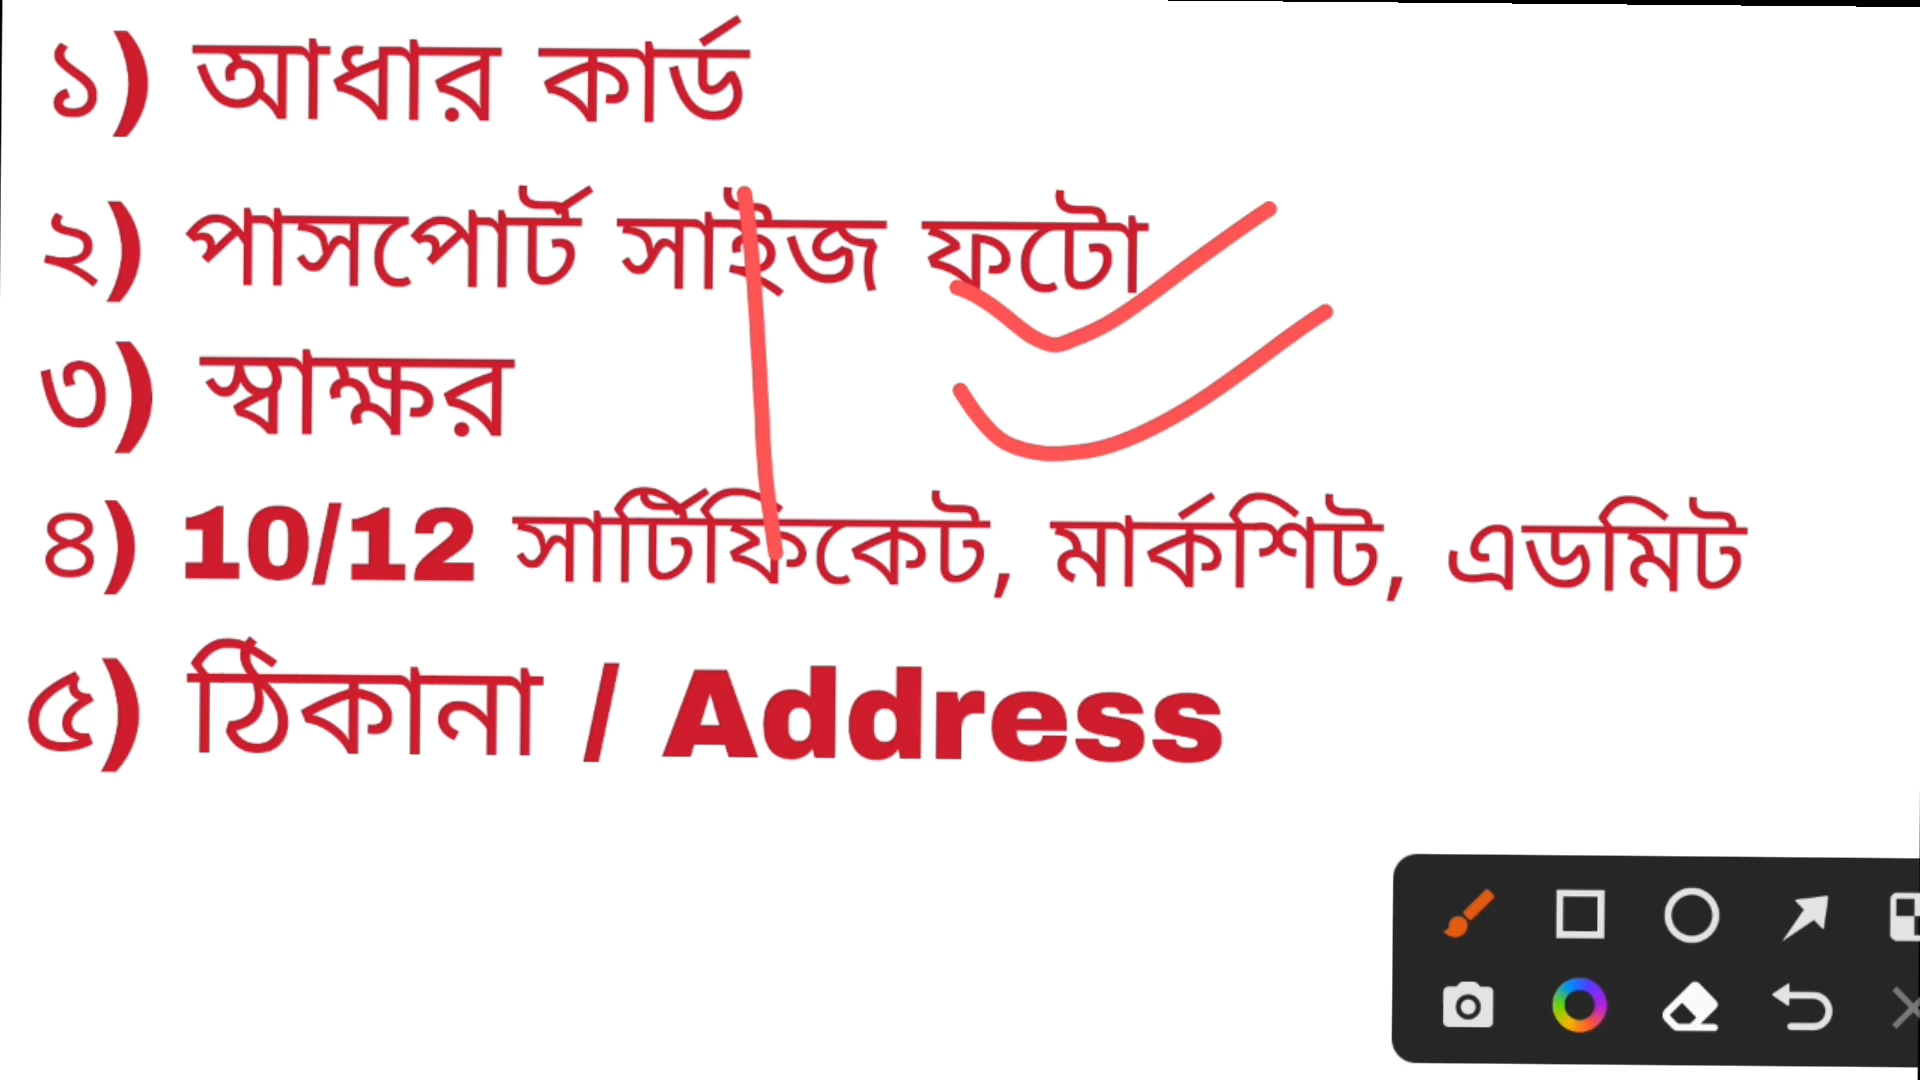 ১) আধার কার্ড
২) পাসপোর্ট সাইজ ফটো
৩) স্বাক্ষর
৪) 10/12 সার্টিফিকেট, মার্কশিট, এডমিট
৫) ঠিকানা / Address